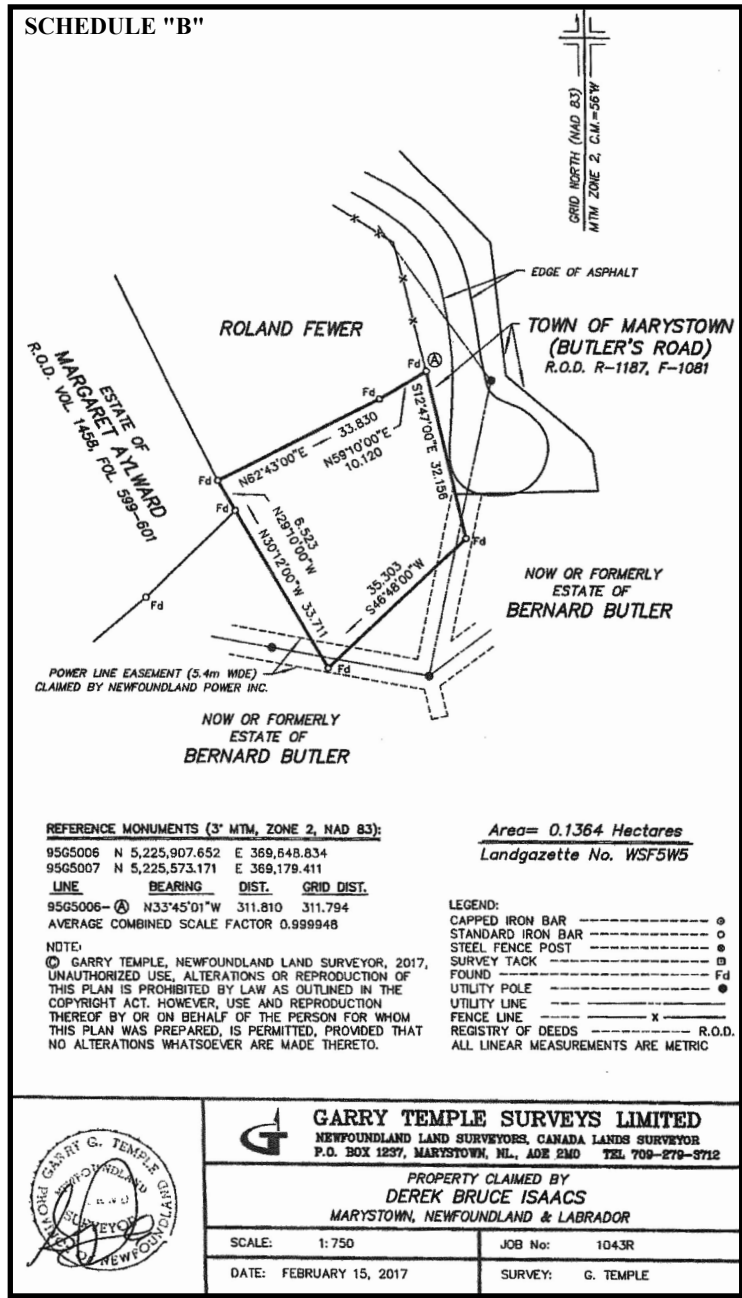 SCHEDULE "B"
GRID NORTH (NAD 83)
MTM ZONE 2, C.M.=56°W
EDGE OF ASPHALT
ROLAND FEWER
TOWN OF MARYSTOWN
(BUTLER'S ROAD)
R.O.D. R-1187, F-1081
ESTATE OF
MARGARET AYLWARD
R.O.D. VOL. 1458, FOL. 599-601
Fd
A
Fd
Fd
Fd
Fd
Fd
Fd
N62°43'00"E
33.830
N59°10'00"E
10.120
S12°47'00"E 32.156
6.523
N29°10'00"W
N30°12'00"W 33.711
35.303
S46°48'00"W
NOW OR FORMERLY
ESTATE OF
BERNARD BUTLER
POWER LINE EASEMENT (5.4m WIDE)
CLAIMED BY NEWFOUNDLAND POWER INC.
NOW OR FORMERLY
ESTATE OF
BERNARD BUTLER
REFERENCE MONUMENTS (3° MTM, ZONE 2, NAD 83):
95G5006 N 5,225,907.652 E 369,648.834
95G5007 N 5,225,573.171 E 369,179.411
LINE BEARING DIST. GRID DIST.
95G5006-A N33°45'01"W 311.810 311.794
AVERAGE COMBINED SCALE FACTOR 0.999948
NOTE:
© GARRY TEMPLE, NEWFOUNDLAND LAND SURVEYOR, 2017,
UNAUTHORIZED USE, ALTERATIONS OR REPRODUCTION OF
THIS PLAN IS PROHIBITED BY LAW AS OUTLINED IN THE
COPYRIGHT ACT. HOWEVER, USE AND REPRODUCTION
THEREOF BY OR ON BEHALF OF THE PERSON FOR WHOM
THIS PLAN WAS PREPARED, IS PERMITTED, PROVIDED THAT
NO ALTERATIONS WHATSOEVER ARE MADE THERETO.
Area= 0.1364 Hectares
Landgazette No. WSF5W5
LEGEND:
CAPPED IRON BAR
STANDARD IRON BAR
STEEL FENCE POST
SURVEY TACK
FOUND Fd
UTILITY POLE
UTILITY LINE
FENCE LINE x
REGISTRY OF DEEDS R.O.D.
ALL LINEAR MEASUREMENTS ARE METRIC
GARRY G. TEMPLE
NEWFOUNDLAND
LAND
SURVEYOR
OF NEWFOUNDLAND
GARRY TEMPLE SURVEYS LIMITED
NEWFOUNDLAND LAND SURVEYORS, CANADA LANDS SURVEYOR
P.O. BOX 1237, MARYSTOWN, NL., A0E 2M0 TEL 709-279-3712
PROPERTY CLAIMED BY
DEREK BRUCE ISAACS
MARYSTOWN, NEWFOUNDLAND & LABRADOR
SCALE: 1:750
JOB No: 1043R
DATE: FEBRUARY 15, 2017
SURVEY: G. TEMPLE